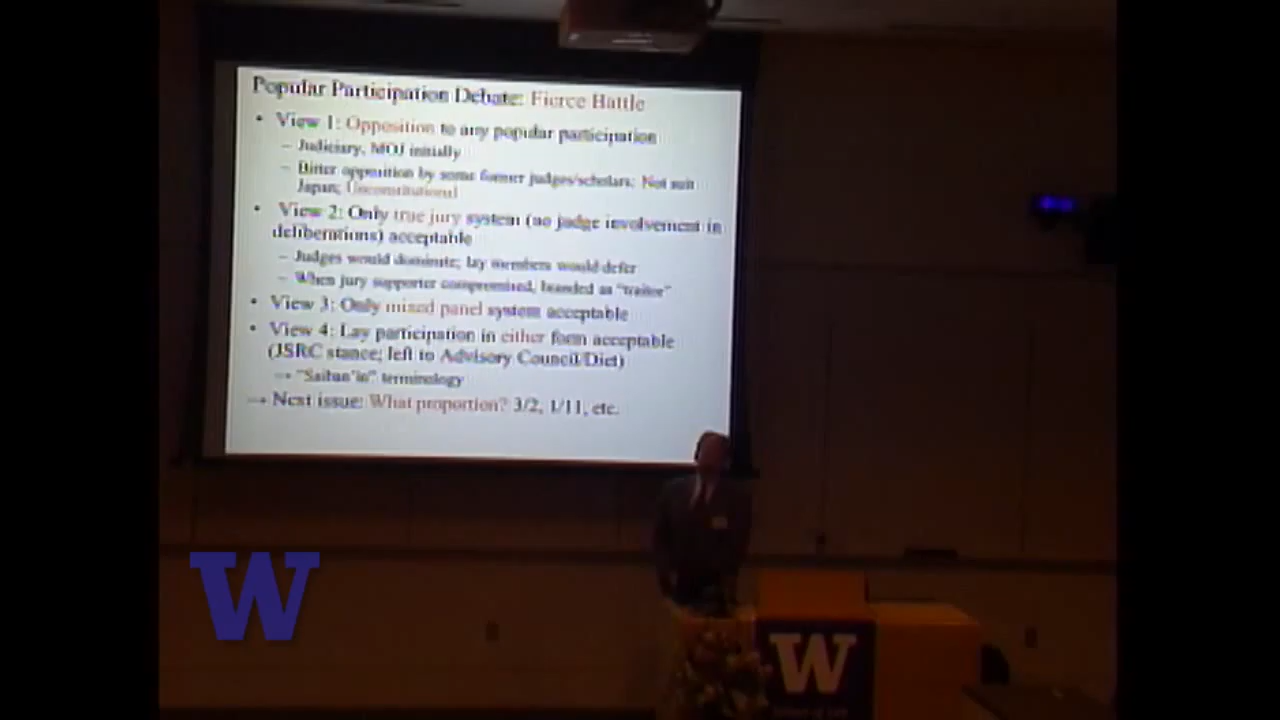 Popular Participation Debate: Fierce Battle
• View 1: Opposition to any popular participation
– Judiciary, MOJ initially
– Bitter opposition by some former judges/scholars; Not suit
Japan; Unconstitutional
• View 2: Only true jury system (no judge involvement in
deliberations) acceptable
– Judges would dominate; lay members would defer
– When jury supporter compromised, branded as "traitor"
• View 3: Only mixed panel system acceptable
• View 4: Lay participation in either form acceptable
(JSRC stance; left to Advisory Council/Diet)
→ "Saiban'in" terminology
→ Next issue: What proportion? 3/2, 1/11, etc.
W
W